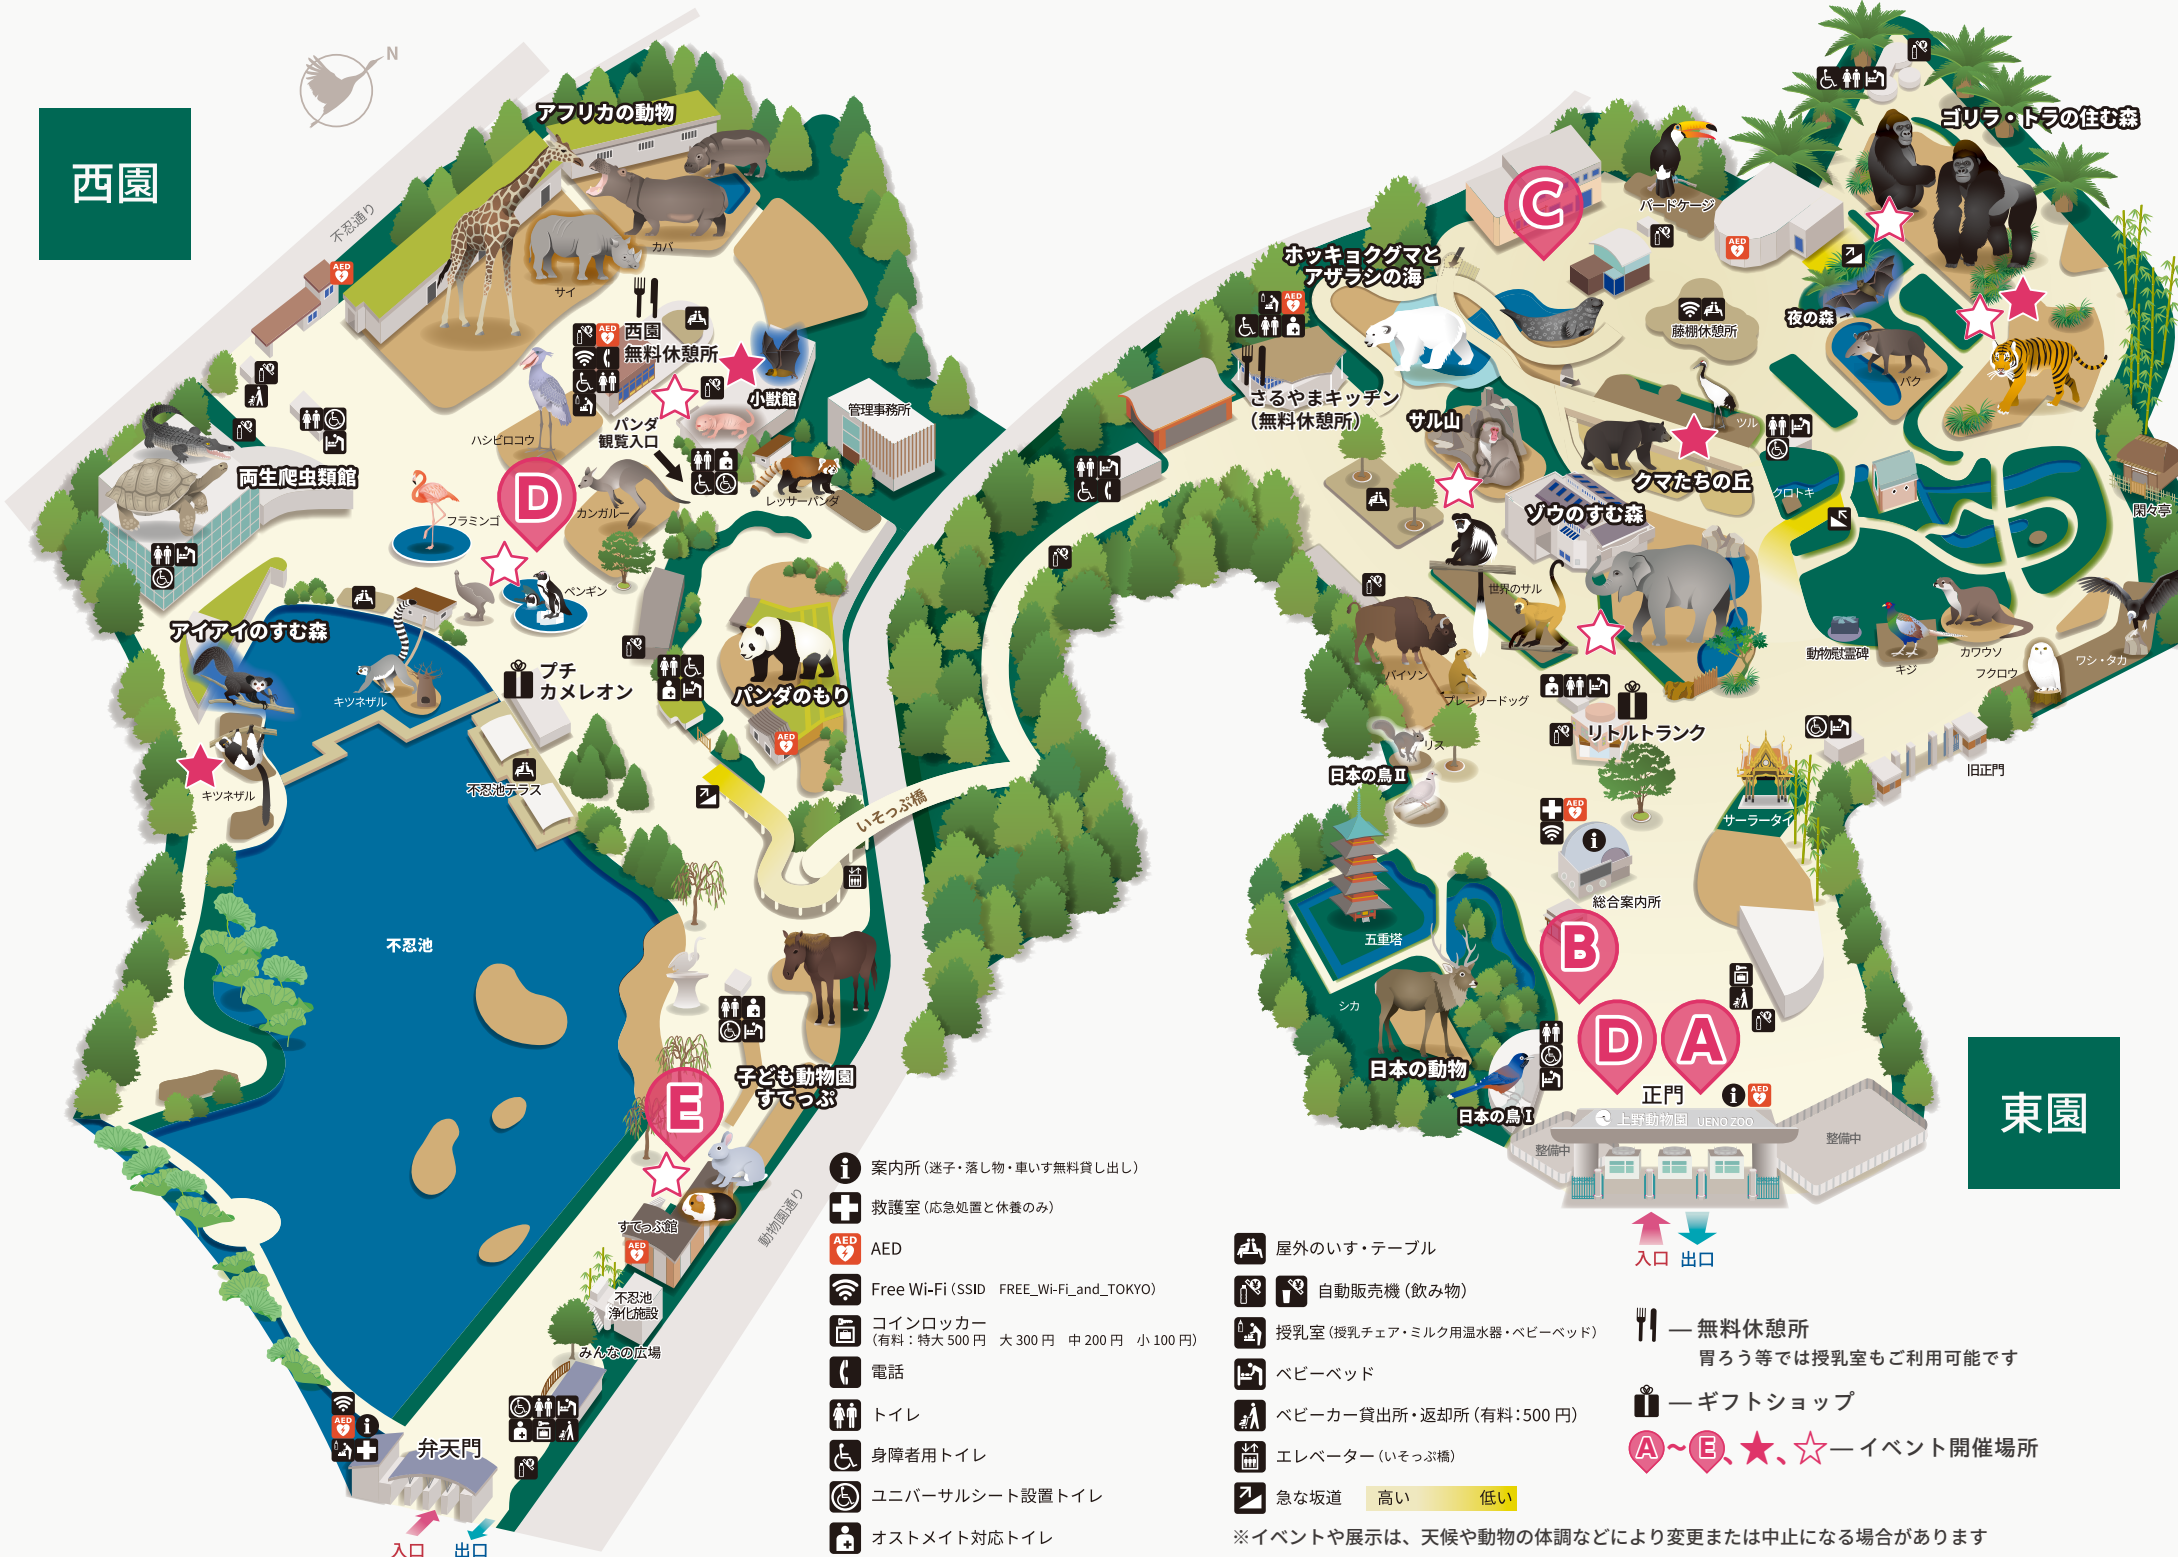 N
西園
アフリカの動物
不忍通り
AED
カバ
サイ
AED
西園
無料休憩所
小獣館
パンダ
観覧入口
管理事務所
ハシビロコウ
両生爬虫類館
レッサーパンダ
D
フラミンゴ
カンガルー
ペンギン
アイアイのすむ森
キツネザル
プチ
カメレオン
パンダのもり
AED
キツネザル
不忍池テラス
いそっぷ橋
不忍池
子ども動物園
すてっぷ
E
動物園通り
すてっぷ館
AED
不忍池
浄化施設
みんなの広場
AED
弁天門
入口
出口
ゴリラ・トラの住む森
C
バードケージ
AED
ホッキョクグマと
アザラシの海
AED
夜の森
藤棚休憩所
バク
さるやまキッチン
(無料休憩所)
サル山
ツル
クマたちの丘
クロトキ
閑々亭
ゾウのすむ森
世界のサル
動物慰霊碑
キジ
カワウソ
フクロウ
ワシ・タカ
バイソン
プレーリードッグ
リトルトランク
リス
日本の鳥Ⅱ
旧正門
サーラータイ
AED
総合案内所
五重塔
B
シカ
D
A
日本の動物
日本の鳥Ⅰ
正門
AED
上野動物園 UENO ZOO
整備中
整備中
入口
出口
東園
案内所(迷子・落し物・車いす無料貸し出し)
救護室(応急処置と休養のみ)
AED
AED
Free Wi-Fi(SSID FREE_Wi-Fi_and_TOKYO)
コインロッカー
(有料:特大 500 円 大 300 円 中 200 円 小 100 円)
電話
トイレ
身障者用トイレ
ユニバーサルシート設置トイレ
オストメイト対応トイレ
屋外のいす・テーブル
自動販売機(飲み物)
授乳室(授乳チェア・ミルク用温水器・ベビーベッド)
ベビーベッド
ベビーカー貸出所・返却所(有料:500 円)
エレベーター(いそっぷ橋)
急な坂道 高い 低い
―無料休憩所
胃ろう等では授乳室もご利用可能です
―ギフトショップ
A~E、★、☆―イベント開催場所
※イベントや展示は、天候や動物の体調などにより変更または中止になる場合があります